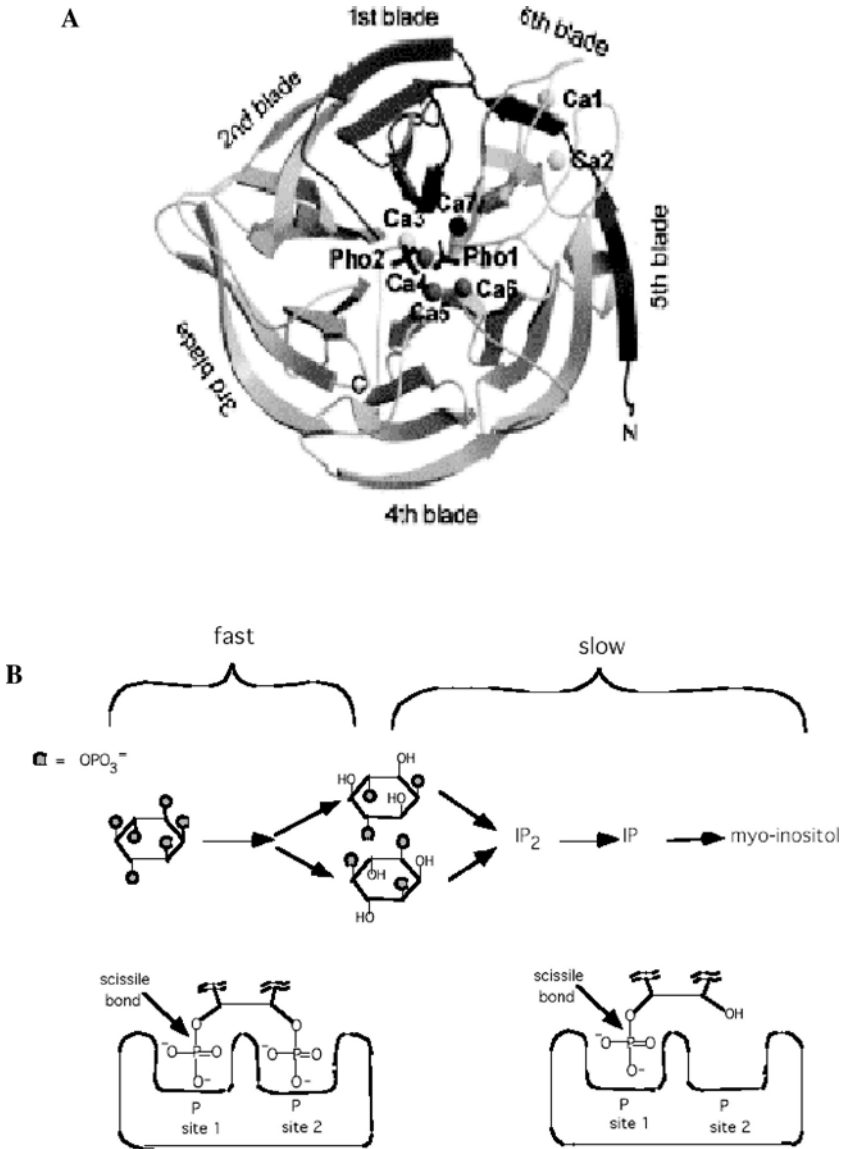 A
1st blade
6th blade
2nd blade
Ca1
Ca2
Ca7
Ca3
Pho2
Pho1
Ca4
Ca6
Ca5
5th blade
3rd blade
C
N
4th blade
fast
slow
B
= OPO3−
OH
HO
HO
IP2
IP
myo-inositol
OH
OH
HO
scissile
bond
O
O
−O–P=O
−O–P=O
O−
O−
P
P
site 1
site 2
scissile
bond
O
OH
−O–P=O
O−
P
P
site 1
site 2